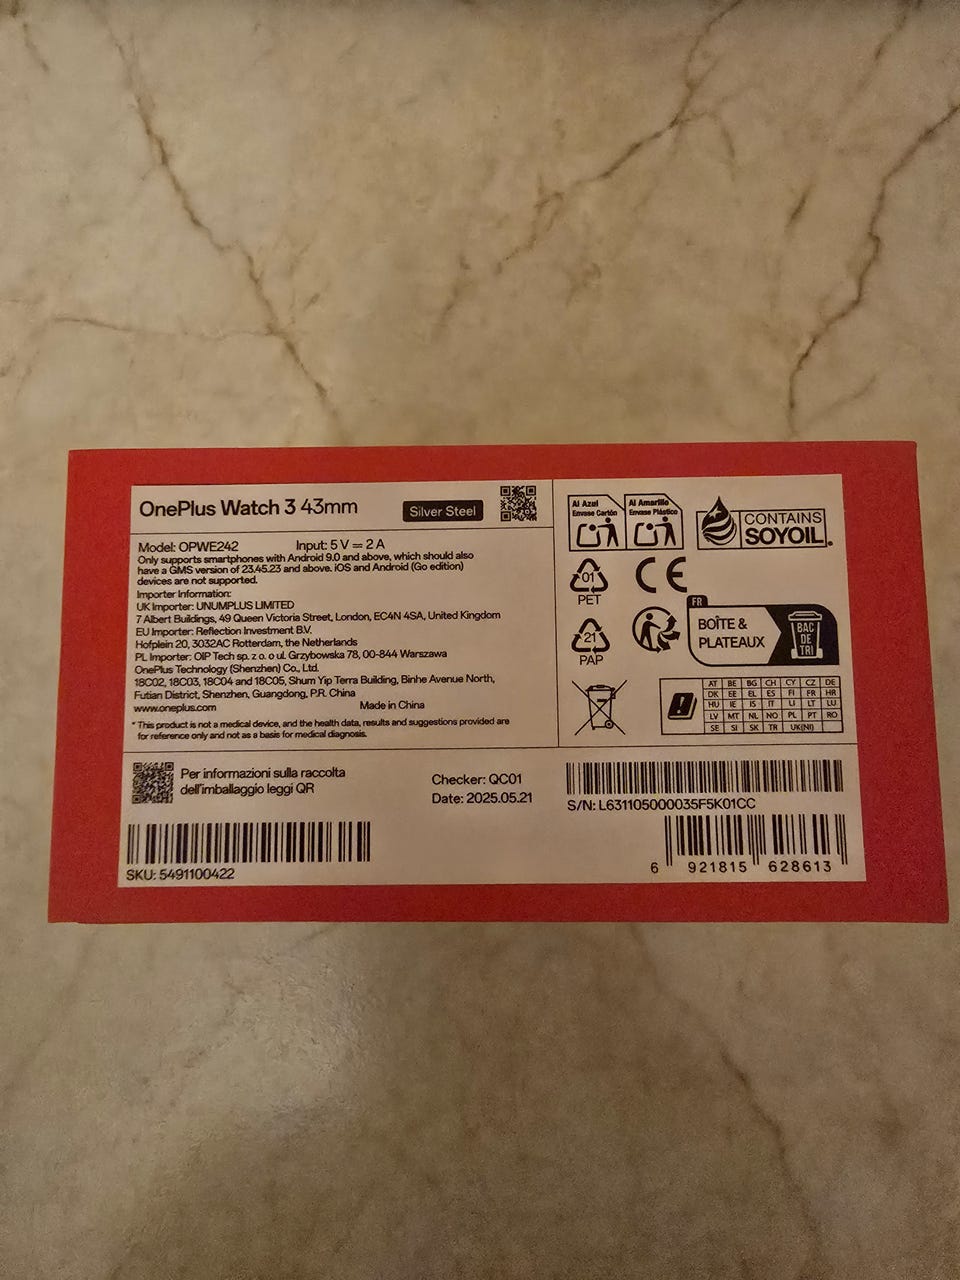 OnePlus Watch 3 43mm
Silver Steel
Model: OPWE242 Input: 5 V ⎓ 2 A
Only supports smartphones with Android 9.0 and above, which should also
have a GMS version of 23.45.23 and above. iOS and Android (Go edition)
devices are not supported.
Importer Information:
UK Importer: UNUMPLUS LIMITED
7 Albert Buildings, 49 Queen Victoria Street, London, EC4N 4SA, United Kingdom
EU Importer: Reflection Investment B.V.
Hofplein 20, 3032AC Rotterdam, the Netherlands
PL Importer: OIP Tech sp. z o. o ul. Grzybowska 78, 00-844 Warszawa
OnePlus Technology (Shenzhen) Co., Ltd.
18C02, 18C03, 18C04 and 18C05, Shum Yip Terra Building, Binhe Avenue North,
Futian District, Shenzhen, Guangdong, P.R. China
www.oneplus.com Made in China
* This product is not a medical device, and the health data, results and suggestions provided are
for reference only and not as a basis for medical diagnosis.
Al Azul
Envase Cartón
Al Amarillo
Envase Plástico
CONTAINS
SOYOIL.
01
PET
CE
21
PAP
FR
BOÎTE &
PLATEAUX
BAC
DE
TRI
AT BE BG CH CY CZ DE
DK EE EL ES FI FR HR
HU IE IS IT LI LT LU
LV MT NL NO PL PT RO
SE SI SK TR UK(NI)
Per informazioni sulla raccolta
dell'imballaggio leggi QR
Checker: QC01
Date: 2025.05.21
S/N: L631105000035F5K01CC
SKU: 5491100422
6 921815 628613